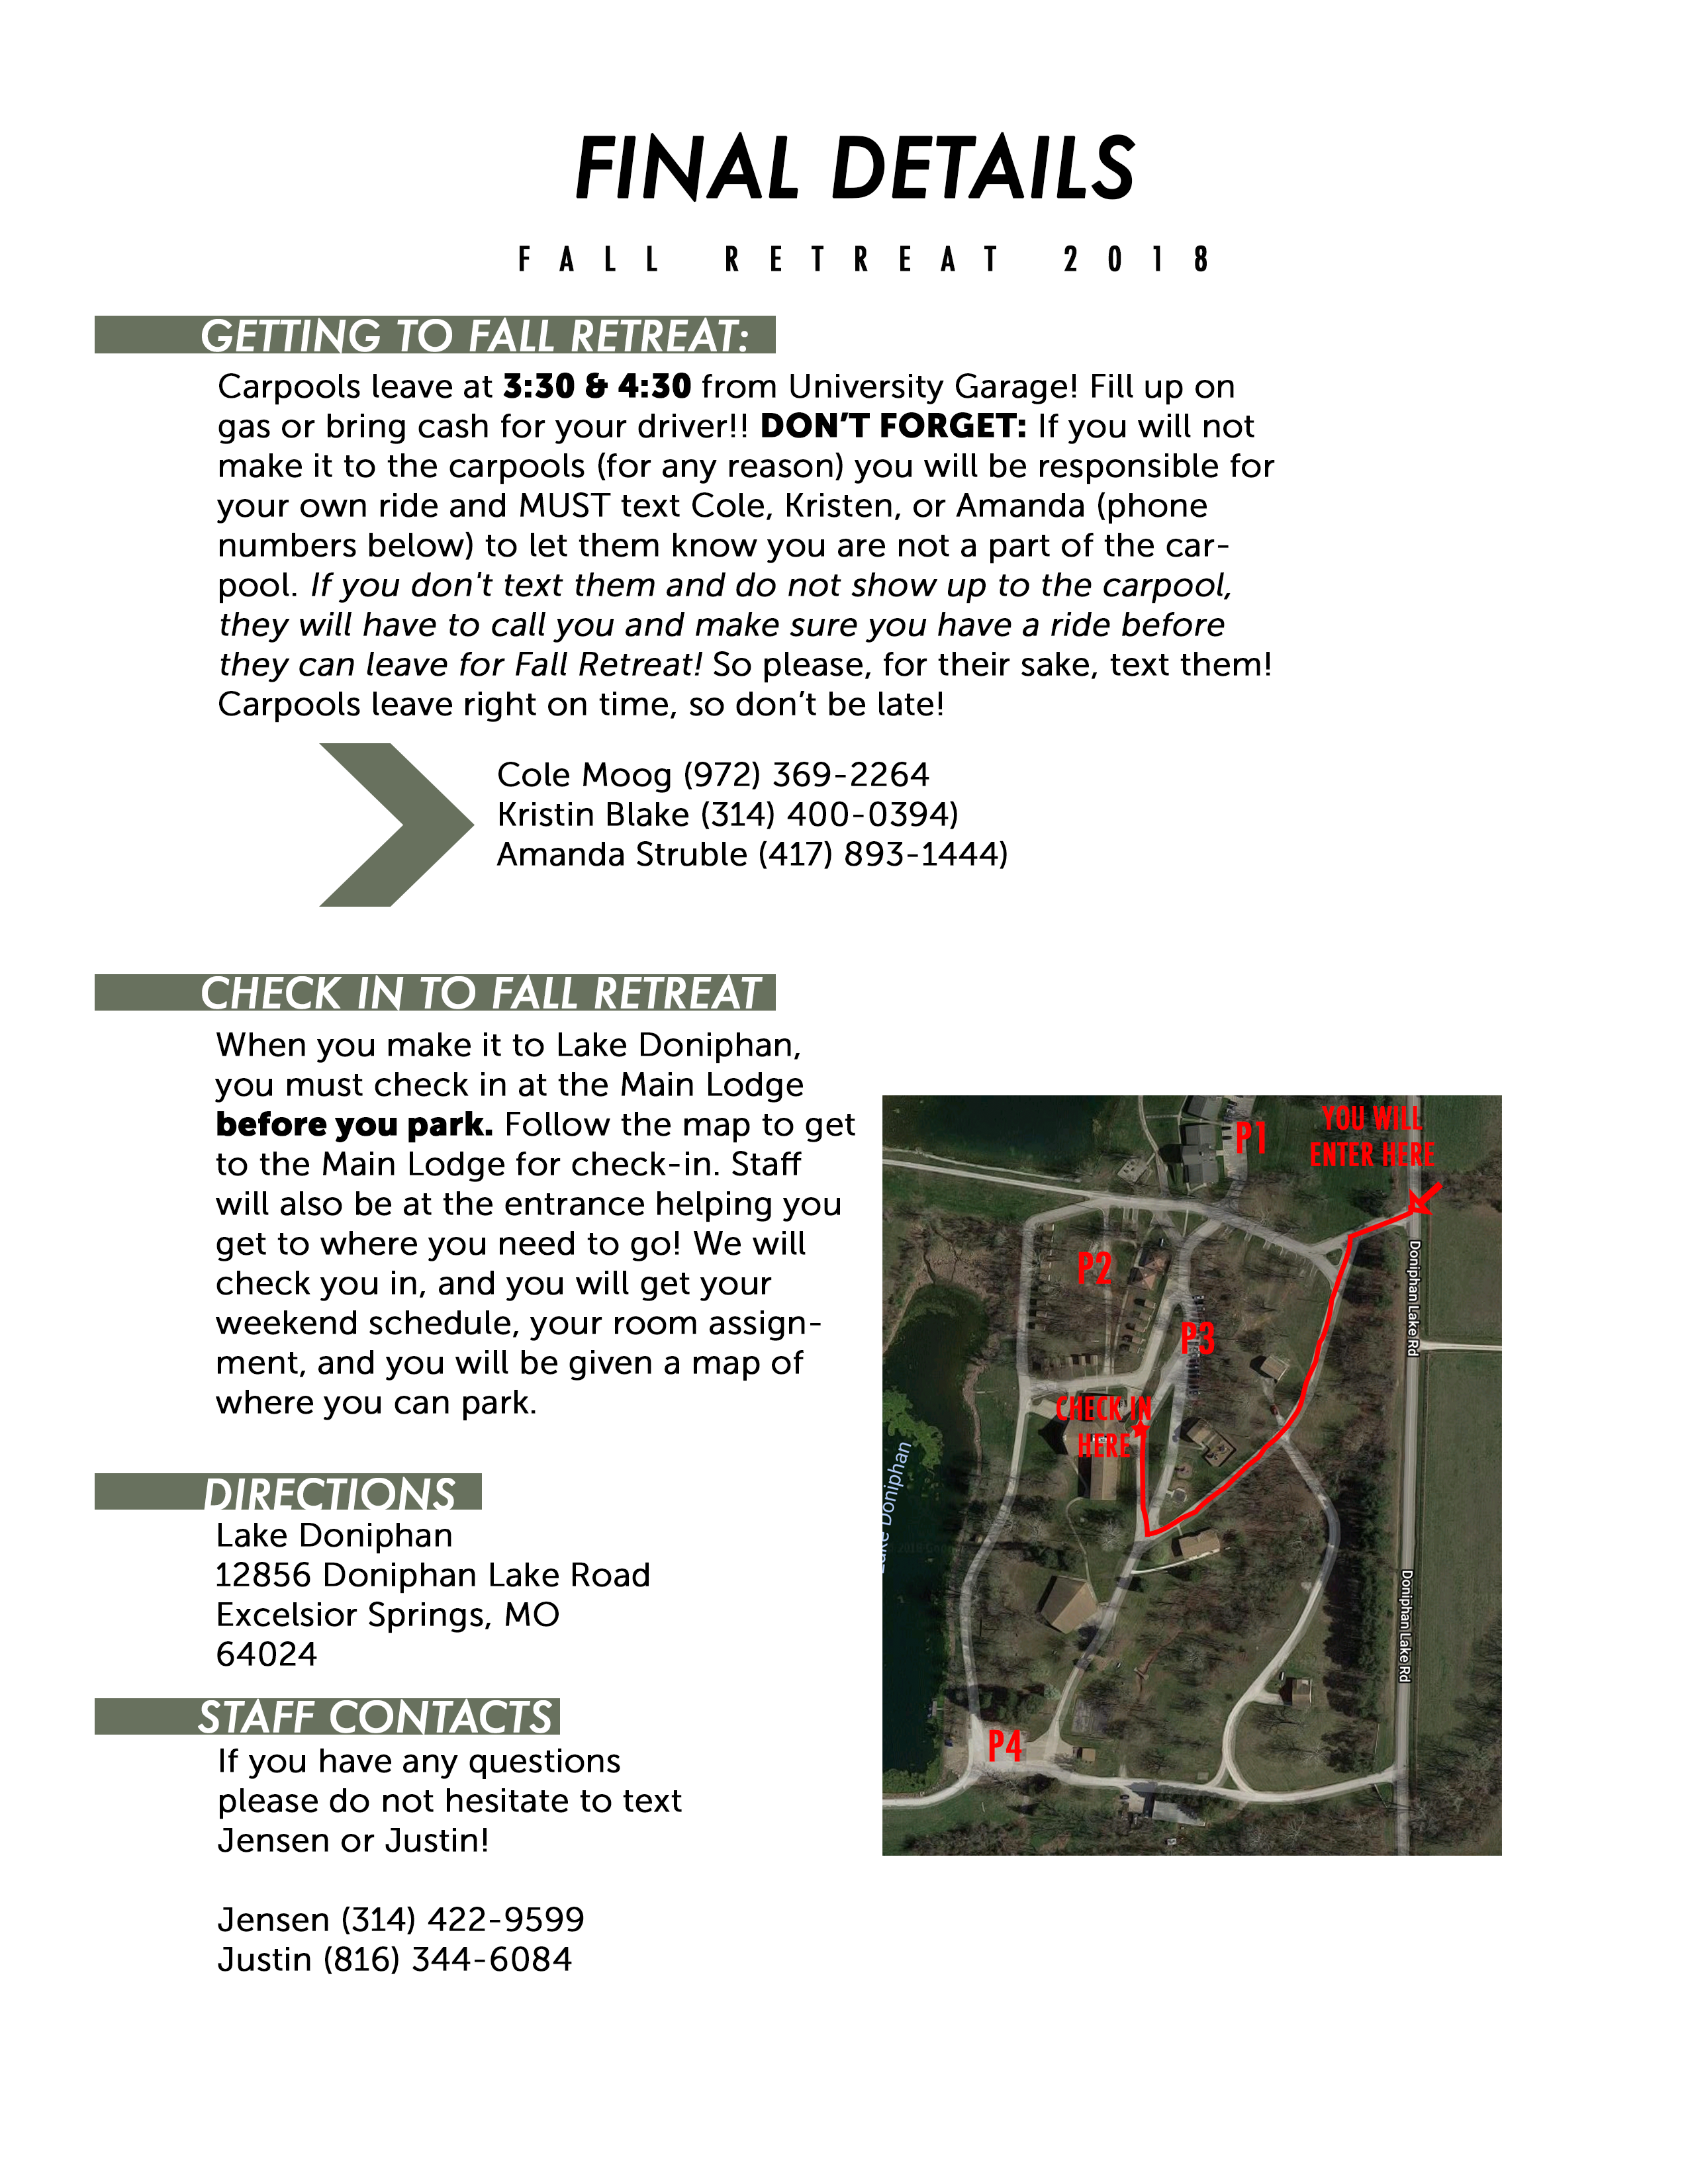 FINAL DETAILS
FALL RETREAT 2018
GETTING TO FALL RETREAT:
Carpools leave at 3:30 & 4:30 from University Garage! Fill up on
gas or bring cash for your driver!! DON'T FORGET: If you will not
make it to the carpools (for any reason) you will be responsible for
your own ride and MUST text Cole, Kristen, or Amanda (phone
numbers below) to let them know you are not a part of the car-
pool. If you don't text them and do not show up to the carpool,
they will have to call you and make sure you have a ride before
they can leave for Fall Retreat! So please, for their sake, text them!
Carpools leave right on time, so don't be late!
Cole Moog (972) 369-2264
Kristin Blake (314) 400-0394)
Amanda Struble (417) 893-1444)
CHECK IN TO FALL RETREAT
When you make it to Lake Doniphan,
you must check in at the Main Lodge
before you park. Follow the map to get
to the Main Lodge for check-in. Staff
will also be at the entrance helping you
get to where you need to go! We will
check you in, and you will get your
weekend schedule, your room assign-
ment, and you will be given a map of
where you can park.
DIRECTIONS
Lake Doniphan
12856 Doniphan Lake Road
Excelsior Springs, MO
64024
STAFF CONTACTS
If you have any questions
please do not hesitate to text
Jensen or Justin!
Jensen (314) 422-9599
Justin (816) 344-6084
YOU WILL
ENTER HERE
P1
P2
P3
CHECK IN
HERE
P4
Doniphan Lake Rd
Doniphan Lake Rd
Lake Doniphan